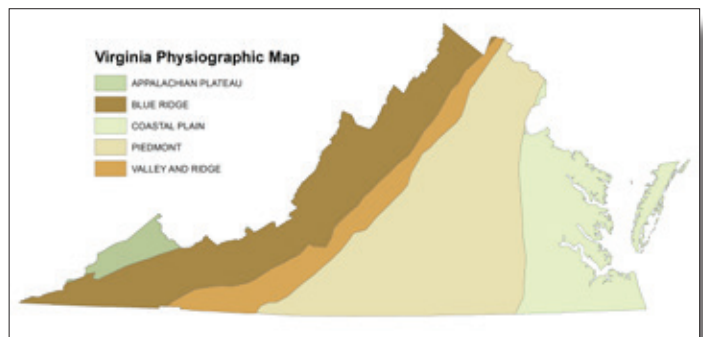 Virginia Physiographic Map
APPALACHIAN PLATEAU
BLUE RIDGE
COASTAL PLAIN
PIEDMONT
VALLEY AND RIDGE